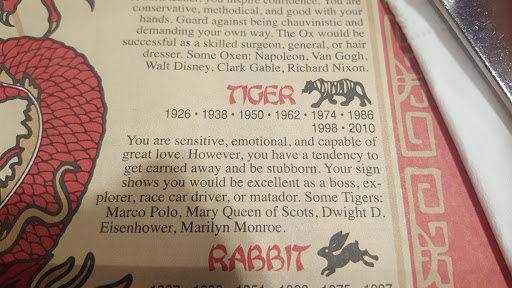 you inspire confidence. You are
conservative, methodical, and good with your
hands. Guard against being chauvinistic and
demanding your own way. The Ox would be
successful as a skilled surgeon, general, or hair
dresser. Some Oxen: Napoleon, Van Gogh,
Walt Disney, Clark Gable, Richard Nixon.
TIGER
1926 • 1938 • 1950 • 1962 • 1974 • 1986
1998 • 2010
You are sensitive, emotional, and capable of
great love. However, you have a tendency to
get carried away and be stubborn. Your sign
shows you would be excellent as a boss, ex-
plorer, race car driver, or matador. Some Tigers:
Marco Polo, Mary Queen of Scots, Dwight D.
Eisenhower, Marilyn Monroe.
RABBIT